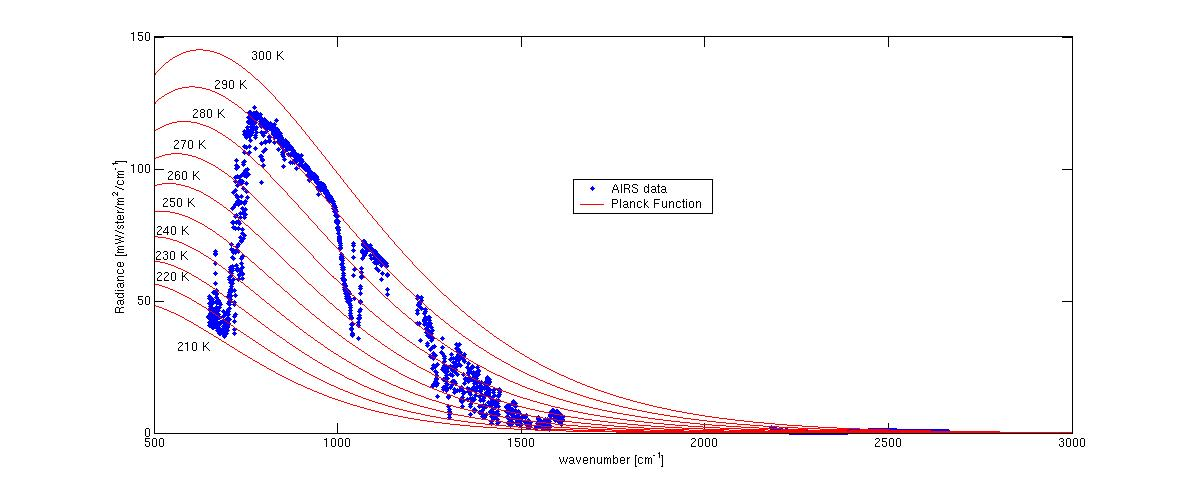 150
100
50
0
Radiance [mW/ster/m²/cm⁻¹]
300 K
290 K
280 K
270 K
260 K
250 K
240 K
230 K
220 K
210 K
AIRS data
Planck Function
500 1000 1500 2000 2500 3000
wavenumber [cm⁻¹]